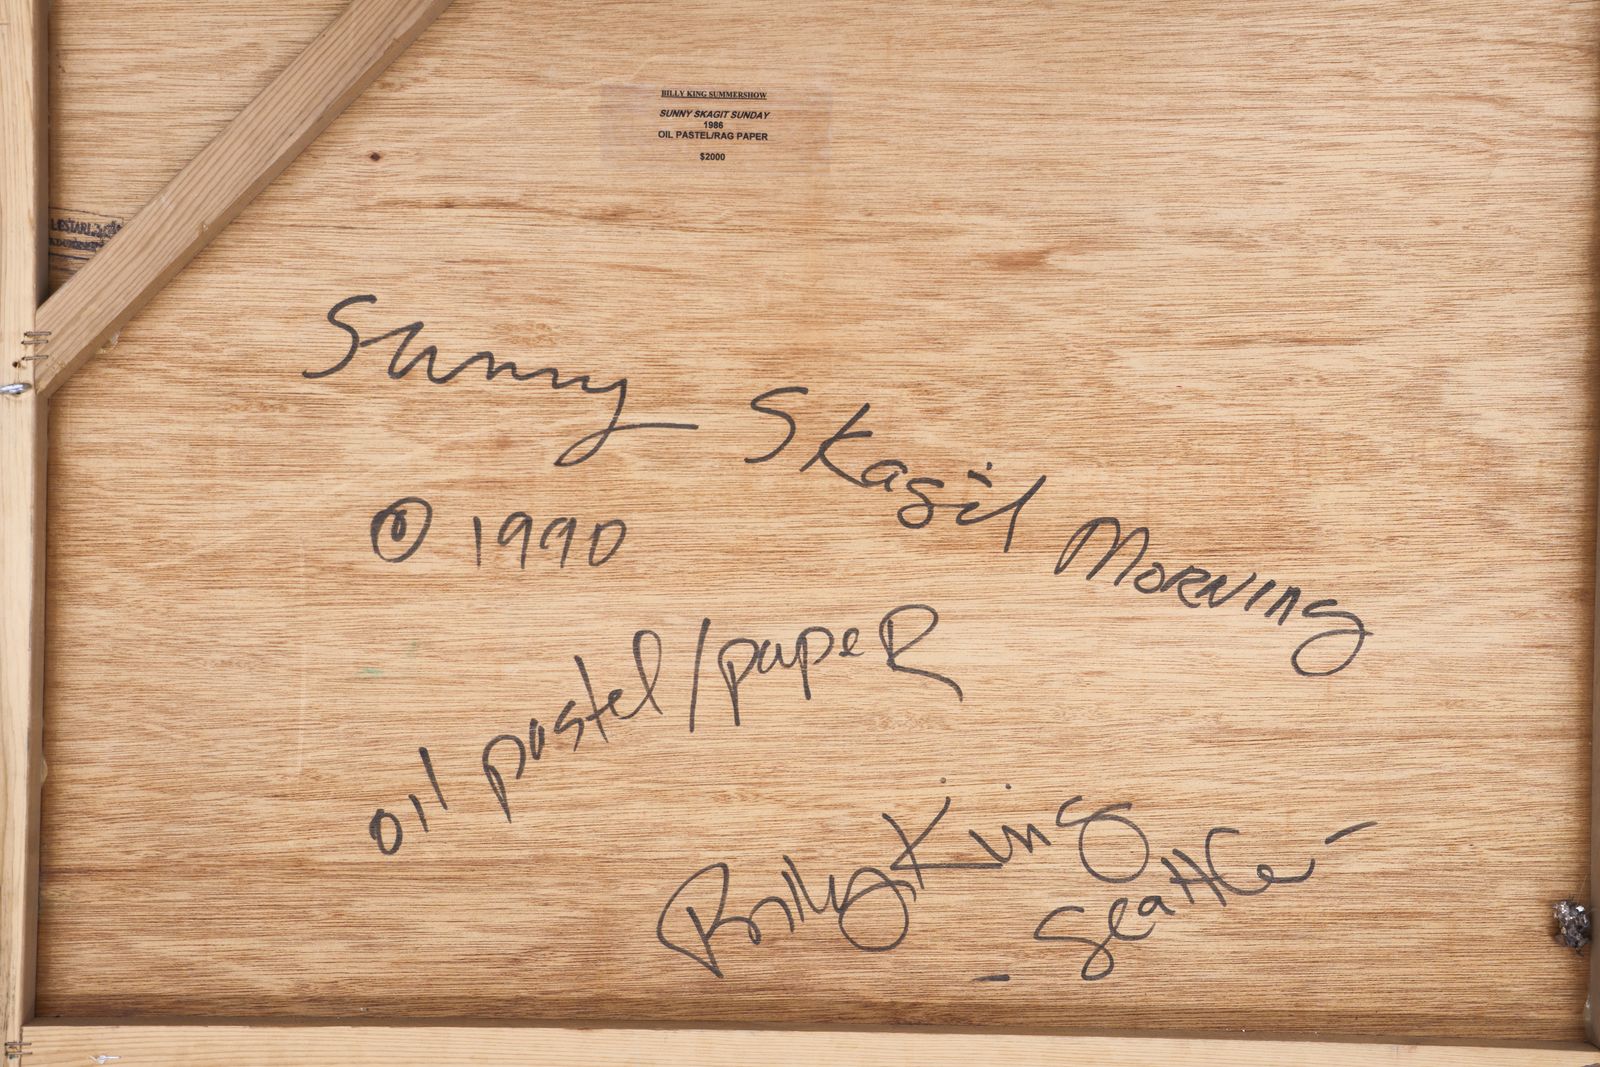 BILLY KING SUMMERSHOW
SUNNY SKAGIT SUNDAY
1986
OIL PASTEL/RAG PAPER
$2000
Sunny Skagit MORNING
© 1990
oil pastel/papeR
Billy King
- Seattle -